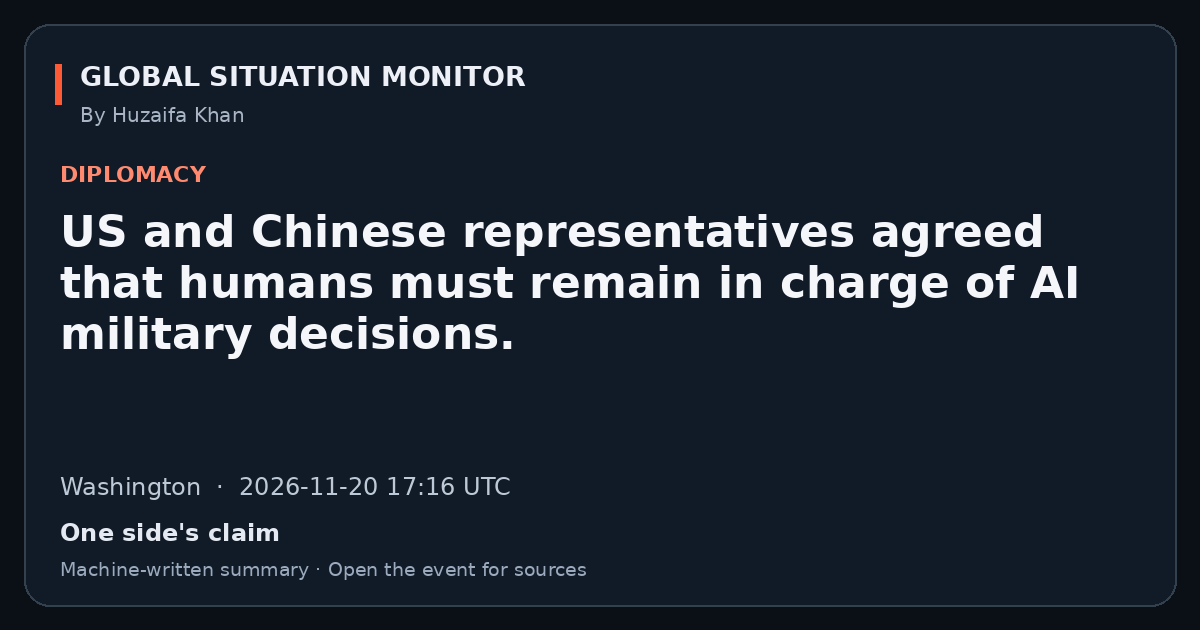 GLOBAL SITUATION MONITOR
By Huzaifa Khan
DIPLOMACY
US and Chinese representatives agreed
that humans must remain in charge of AI
military decisions.
Washington · 2026-11-20 17:16 UTC
One side's claim
Machine-written summary · Open the event for sources